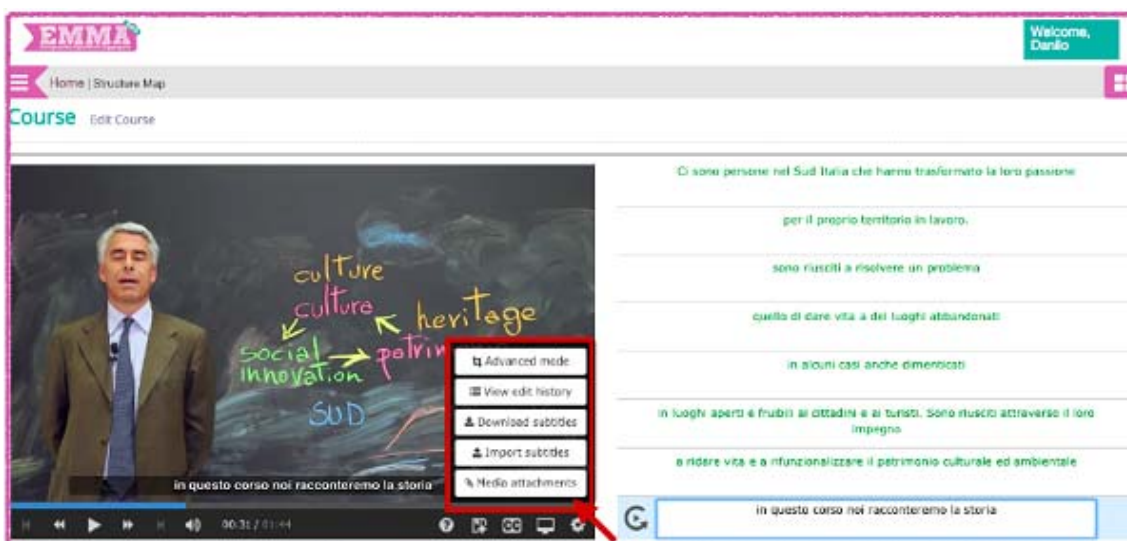 EMMA
Welcome,
Danilo
Home | Structure Map
Course Edit Course
culture
cultura
heritage
social
innovation
patrim
SUD
Advanced mode
View edit history
Download subtitles
Import subtitles
Media attachments
in questo corso noi racconteremo la storia
00:31 / 01:44
CC
Ci sono persone nel Sud Italia che hanno trasformato la loro passione
per il proprio territorio in lavoro.
sono riusciti a risolvere un problema
quello di dare vita a dei luoghi abbandonati
in alcuni casi anche dimenticati
in luoghi aperti e fruibili ai cittadini e ai turisti. Sono riusciti attraverso il loro
impegno
a ridare vita e a rifunzionalizzare il patrimonio culturale ed ambientale
in questo corso noi racconteremo la storia